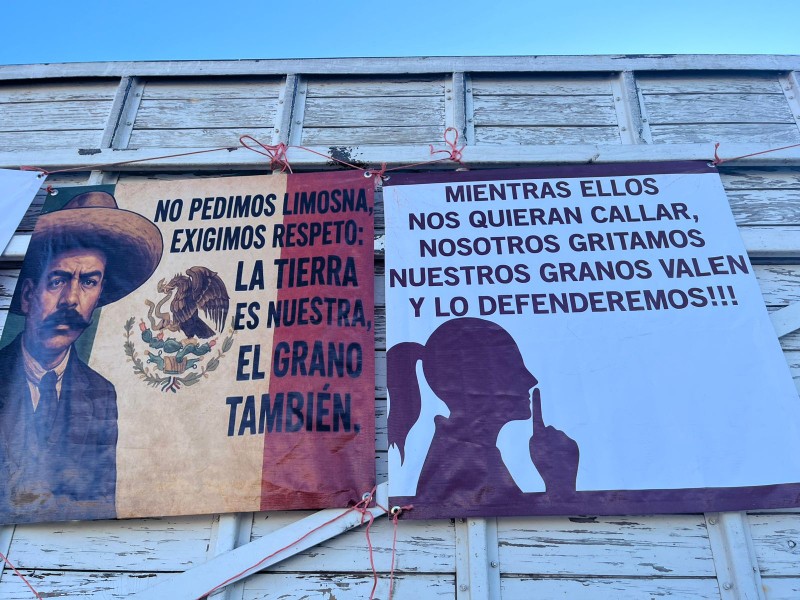 NO PEDIMOS LIMOSNA,
EXIGIMOS RESPETO:
LA TIERRA
ES NUESTRA,
EL GRANO
TAMBIÉN.
MIENTRAS ELLOS
NOS QUIERAN CALLAR,
NOSOTROS GRITAMOS
NUESTROS GRANOS VALEN
Y LO DEFENDEREMOS!!!